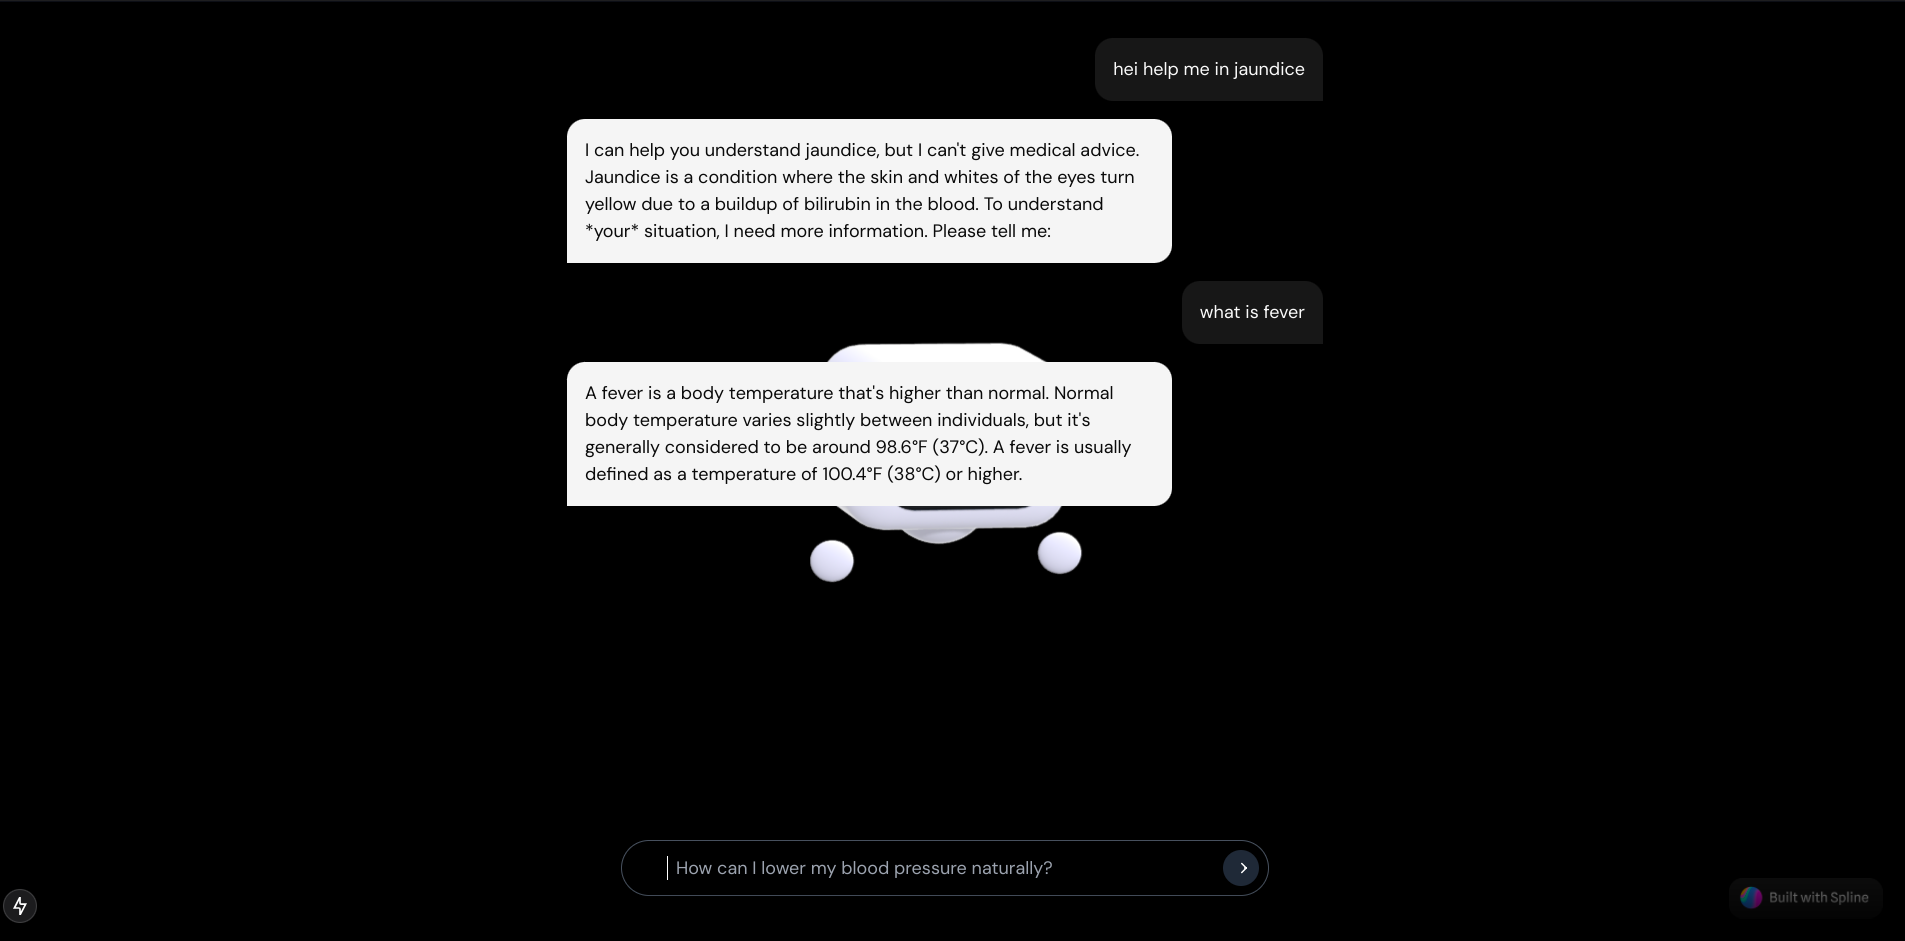 hei help me in jaundice
I can help you understand jaundice, but I can't give medical advice.
Jaundice is a condition where the skin and whites of the eyes turn
yellow due to a buildup of bilirubin in the blood. To understand
*your* situation, I need more information. Please tell me:
what is fever
A fever is a body temperature that's higher than normal. Normal
body temperature varies slightly between individuals, but it's
generally considered to be around 98.6°F (37°C). A fever is usually
defined as a temperature of 100.4°F (38°C) or higher.
How can I lower my blood pressure naturally?
Built with Spline